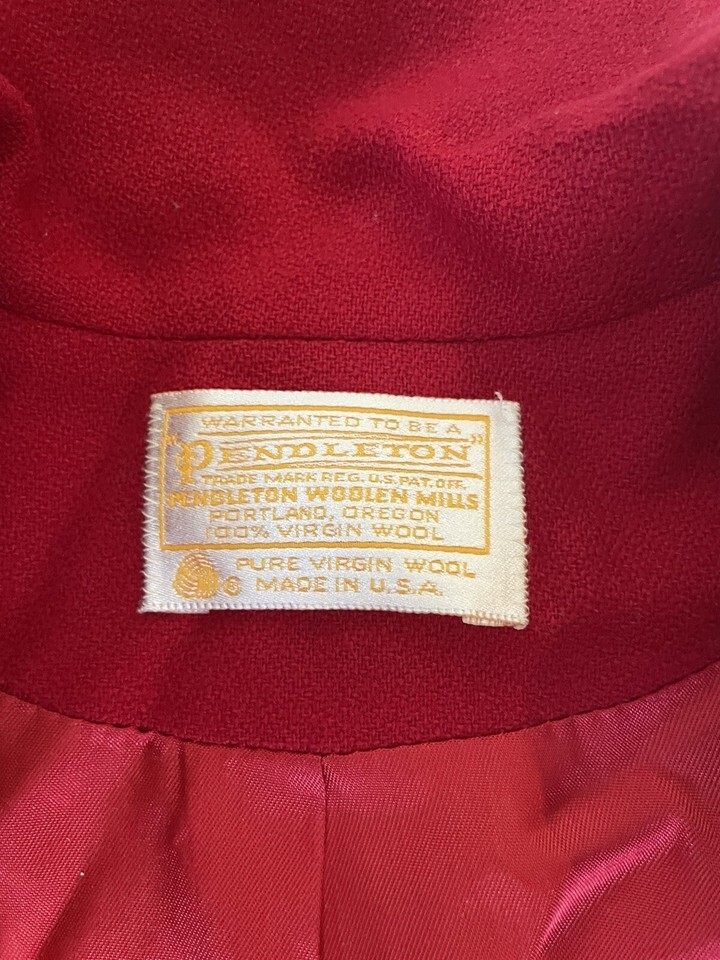 WARRANTED TO BE A
"PENDLETON"
TRADE MARK REG. U.S. PAT. OFF.
PENDLETON WOOLEN MILLS
PORTLAND, OREGON
100% VIRGIN WOOL
PURE VIRGIN WOOL
MADE IN U.S.A.